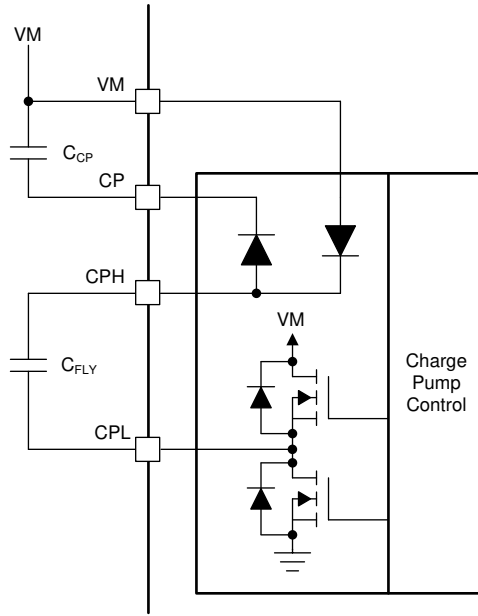 VM
VM
C_CP
CP
CPH
VM
C_FLY
Charge
Pump
Control
CPL